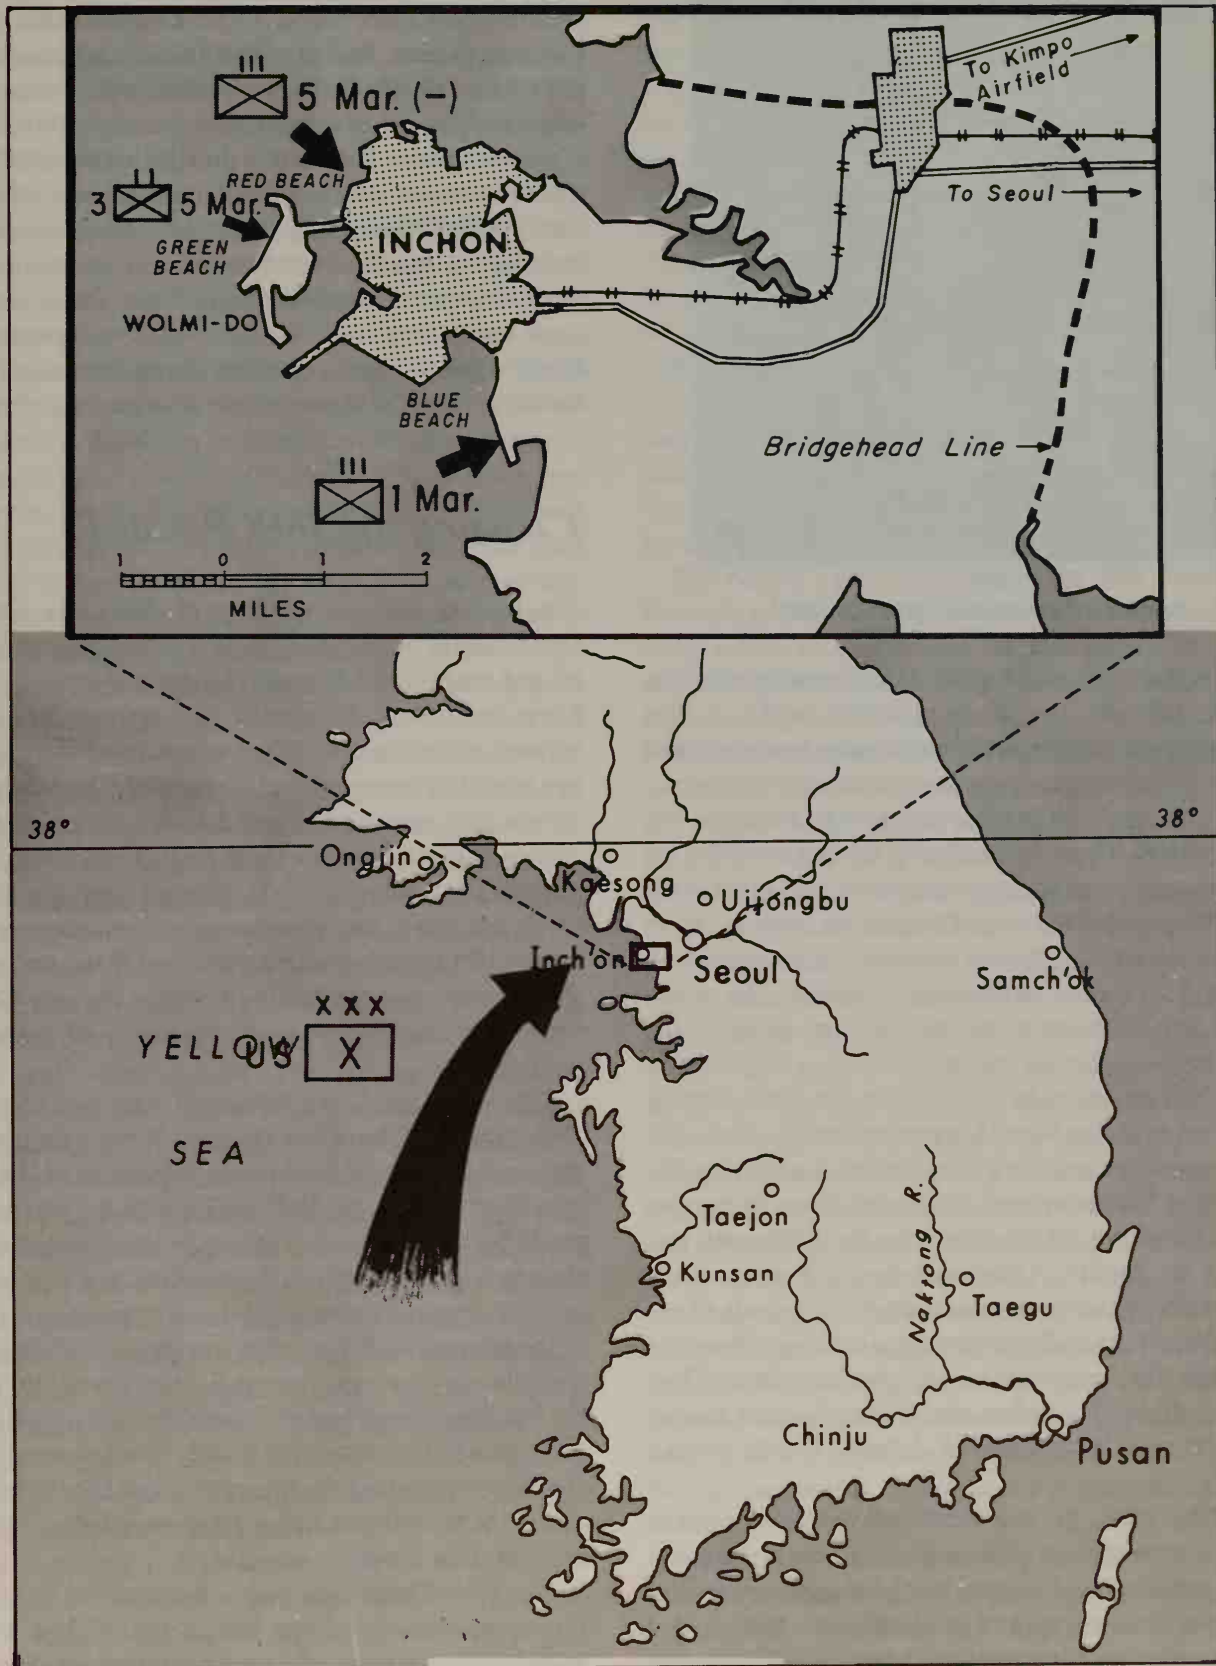 III
5 Mar. (-)
To Kimpo
Airfield
RED BEACH
II
3
5 Mar.
To Seoul
GREEN
BEACH
INCHON
WOLMI-DO
BLUE
BEACH
Bridgehead Line
III
1 Mar.
1 0 1 2
MILES
38°
38°
Ongjin
Kaesong
Uijongbu
Inch'on
Seoul
Samch'ok
X X X
YELLOW
US
X
SEA
Taejon
Naktong R.
Kunsan
Taegu
Chinju
Pusan